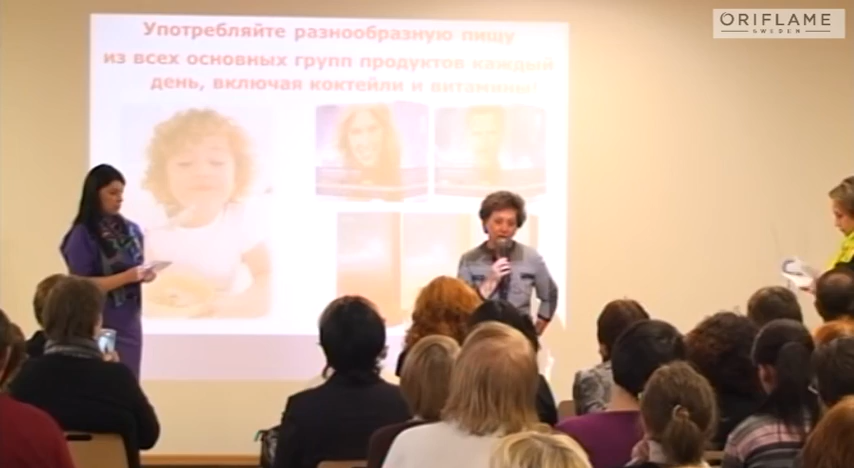 ORIFLAME
SWEDEN
Употребляйте разнообразную пищу
из всех основных групп продуктов каждый
день, включая коктейли и витамины!